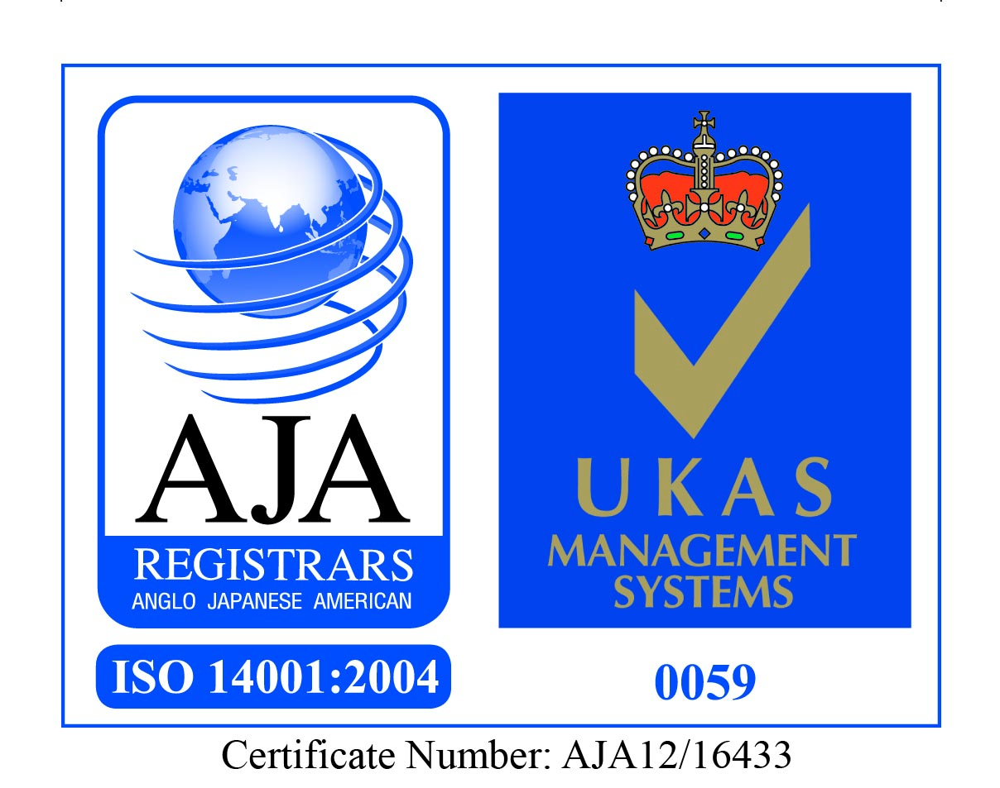 AJA
REGISTRARS
ANGLO JAPANESE AMERICAN
ISO 14001:2004
UKAS
MANAGEMENT
SYSTEMS
0059
Certificate Number: AJA12/16433